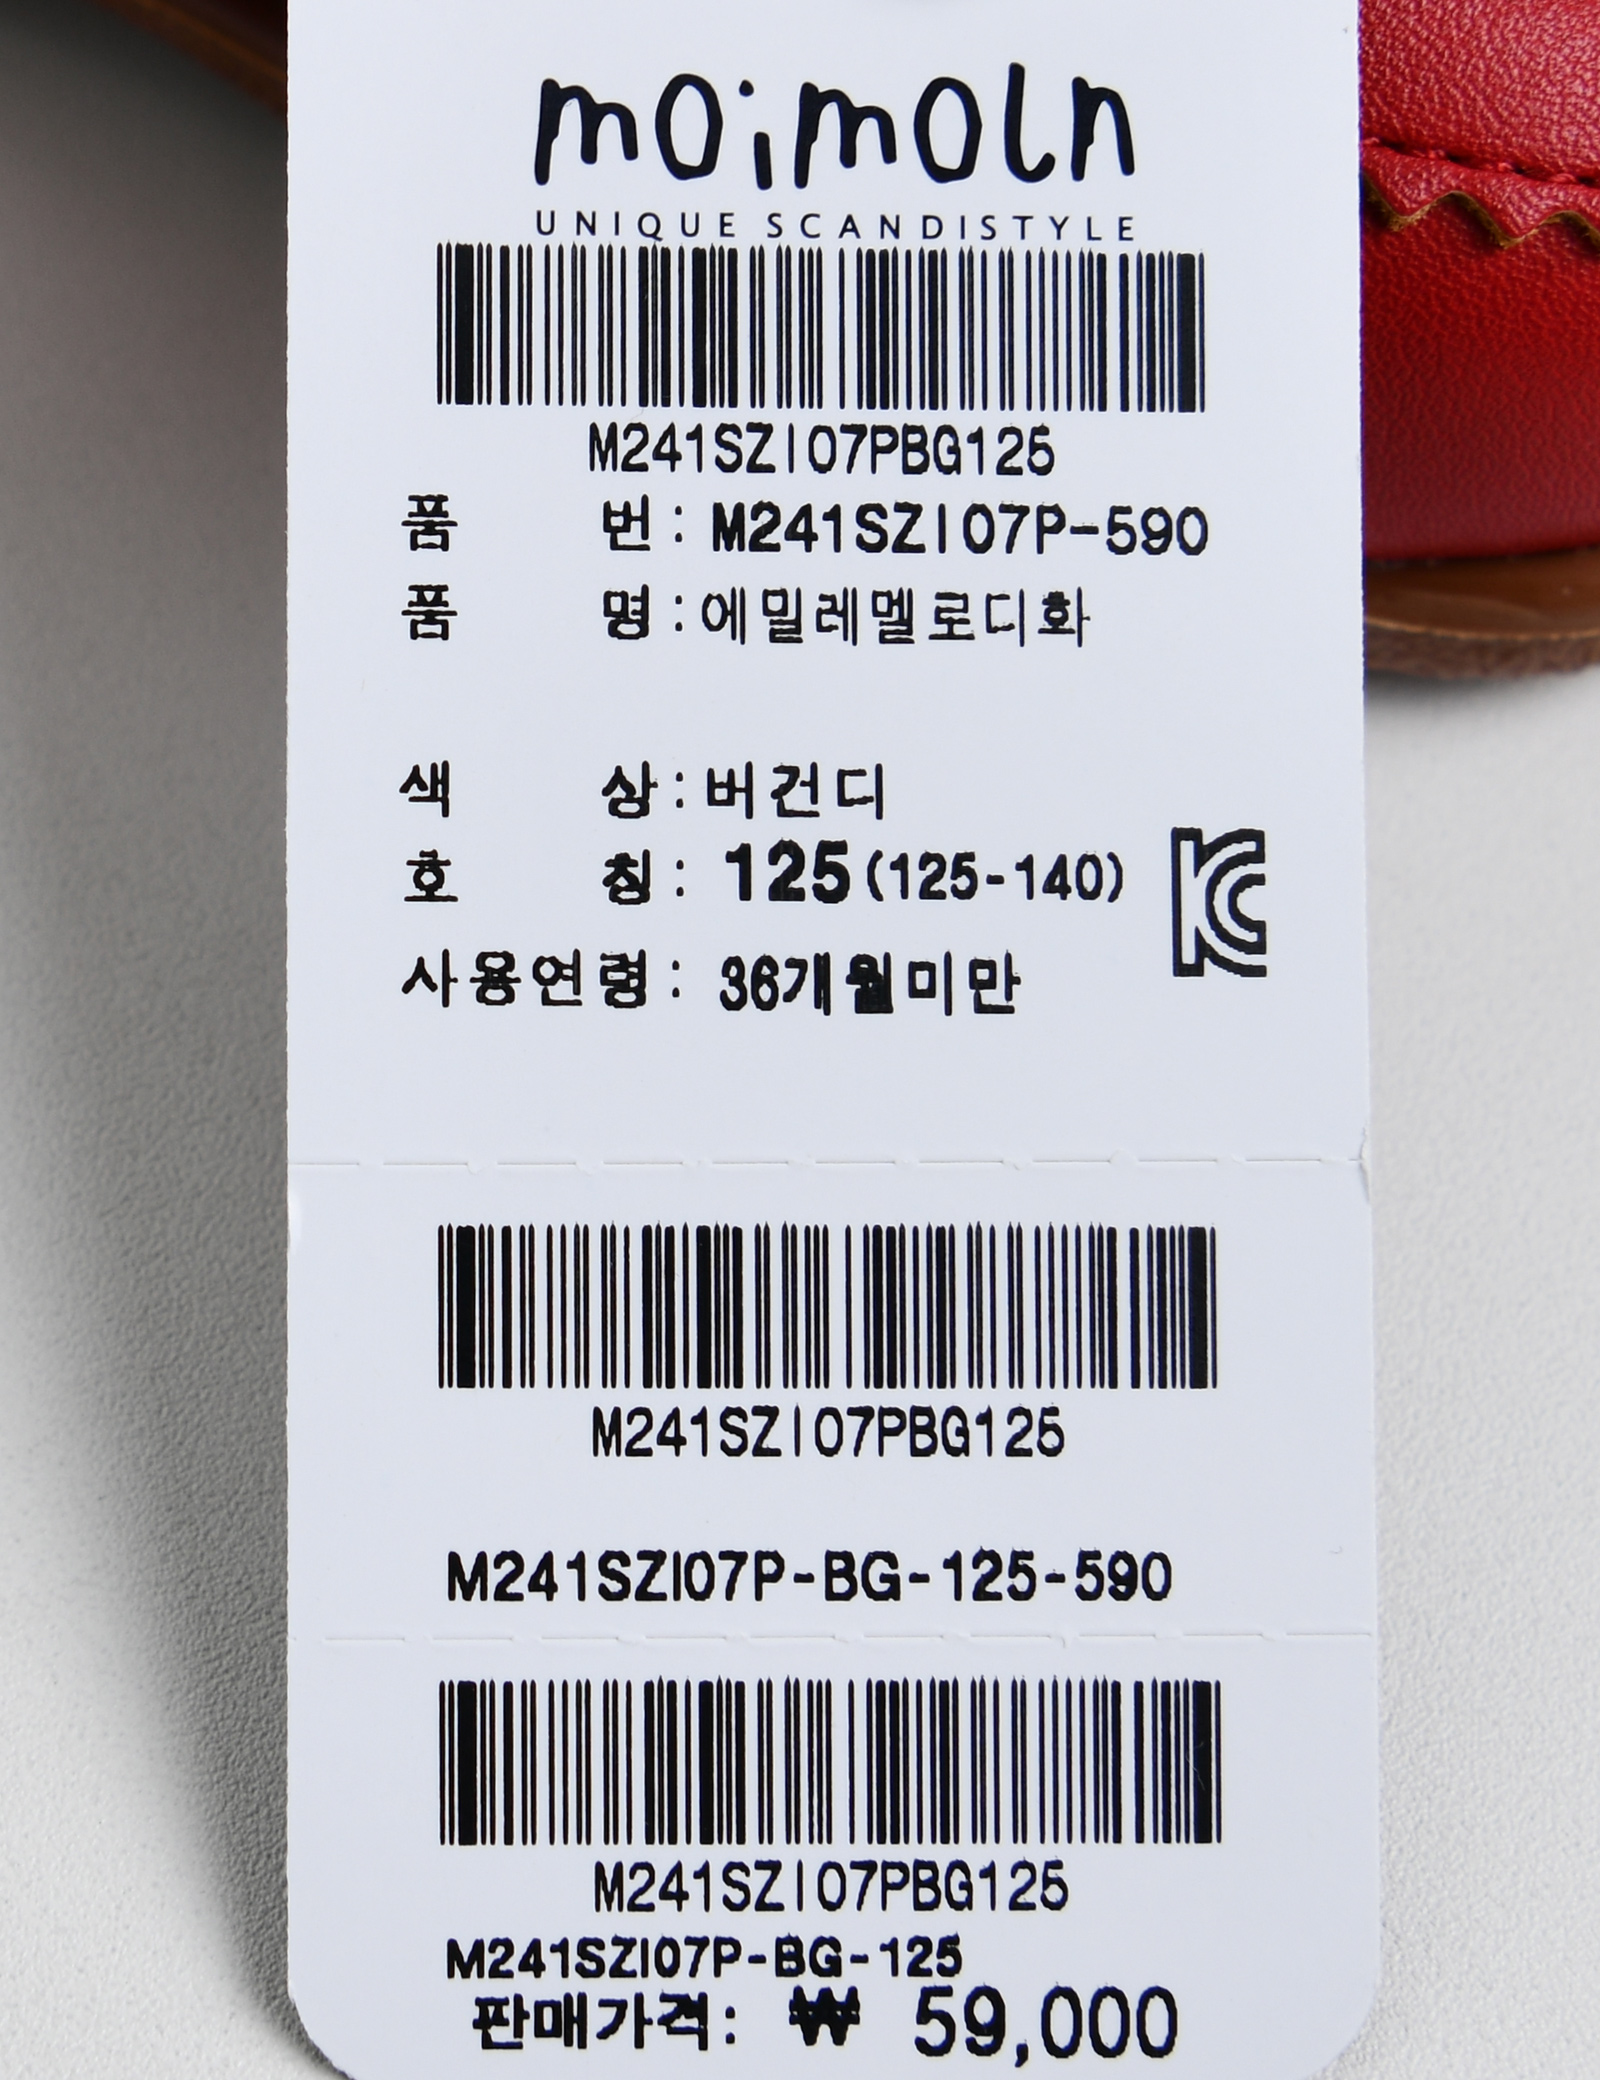 moimoln
UNIQUE SCANDISTYLE
M241SZI07PBG125
품 번 : M241SZI07P-590
품 명 : 에밀레멜로디화
색 상 : 버건디
호 칭 : 125(125-140)
사용연령 : 36개월미만
M241SZI07PBG125
M241SZI07P-BG-125-590
M241SZI07PBG125
M241SZI07P-BG-125
판매가격: ₩ 59,000